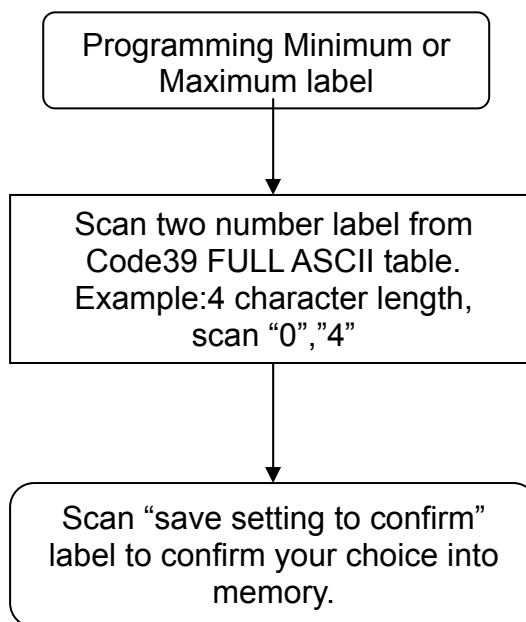 Programming Minimum or
Maximum label
Scan two number label from
Code39 FULL ASCII table.
Example:4 character length,
scan “0”,”4”
Scan “save setting to confirm”
label to confirm your choice into
memory.